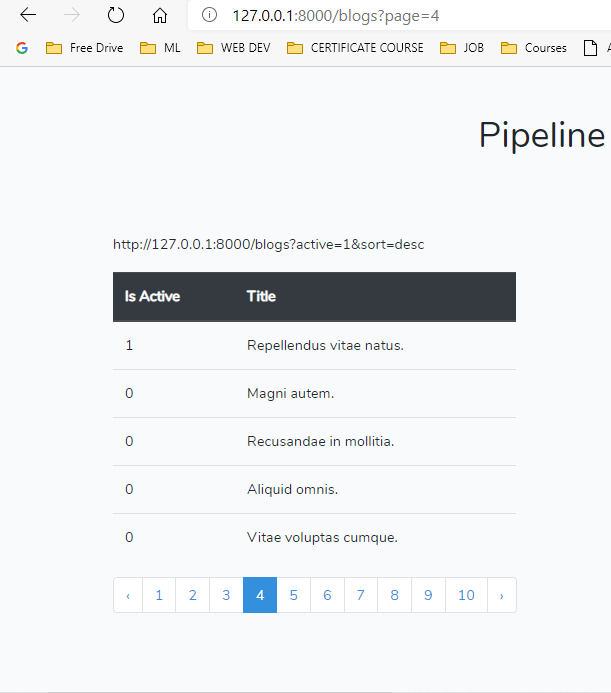 127.0.0.1:8000/blogs?page=4
G Free Drive ML WEB DEV CERTIFICATE COURSE JOB Courses
Pipeline
http://127.0.0.1:8000/blogs?active=1&sort=desc
Is Active Title
1 Repellendus vitae natus.
0 Magni autem.
0 Recusandae in mollitia.
0 Aliquid omnis.
0 Vitae voluptas cumque.
‹ 1 2 3 4 5 6 7 8 9 10 ›